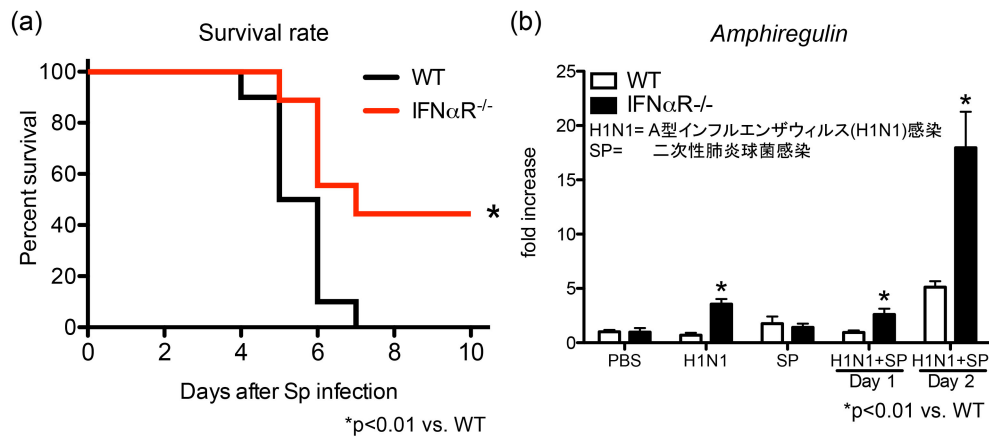 (a)
Survival rate
100
80
60
40
20
0
Percent survival
WT
IFNαR-/-
*
0 2 4 6 8 10
Days after Sp infection
*p<0.01 vs. WT
(b)
Amphiregulin
25
20
15
10
5
0
fold increase
WT
IFNαR-/-
H1N1= A型インフルエンザウィルス(H1N1)感染
SP= 二次性肺炎球菌感染
* * *
PBS H1N1 SP H1N1+SP H1N1+SP
Day 1 Day 2
*p<0.01 vs. WT